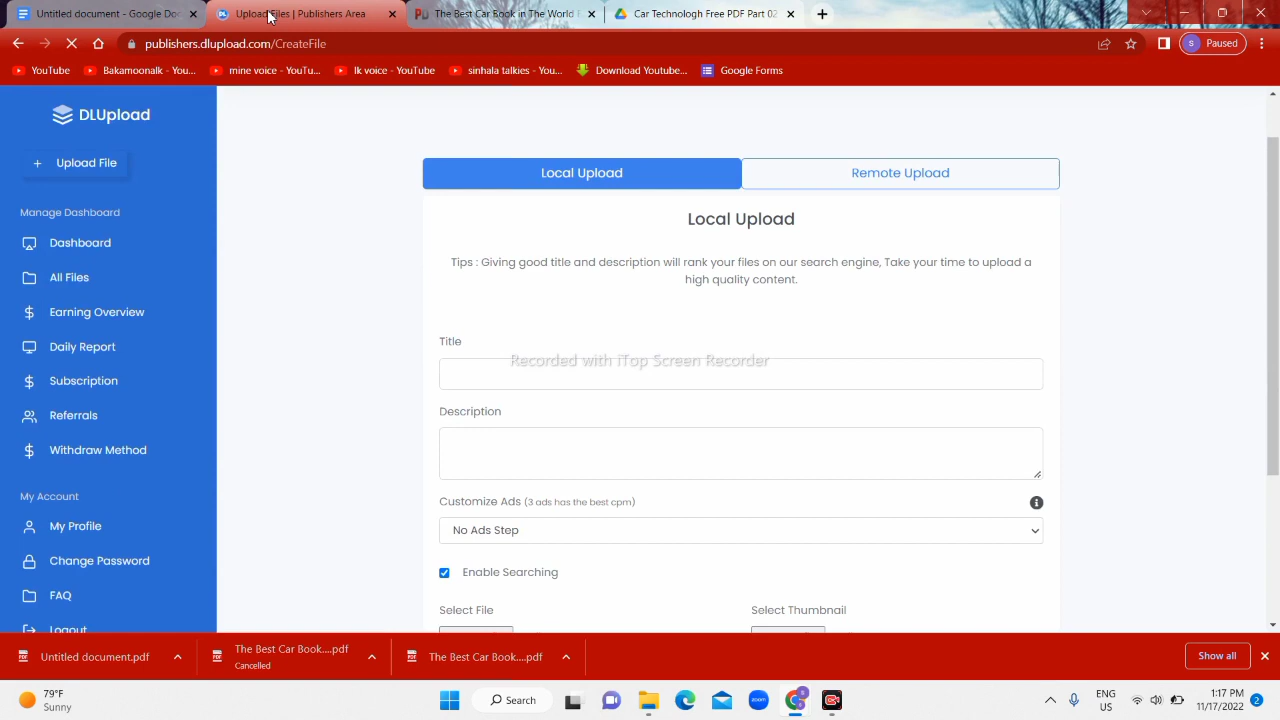 Untitled document - Google Doc
Upload Files | Publishers Area
The Best Car Book in The World E
Car Technologh Free PDF Part 02
publishers.dlupload.com/CreateFile
S Paused
YouTube
Bakamoonalk - You...
mine voice - YouTu...
lk voice - YouTube
sinhala talkies - You...
Download Youtube...
Google Forms
DLUpload
+ Upload File
Manage Dashboard
Dashboard
All Files
Earning Overview
Daily Report
Subscription
Referrals
Withdraw Method
My Account
My Profile
Change Password
FAQ
Logout
Local Upload
Remote Upload
Local Upload
Tips : Giving good title and description will rank your files on our search engine, Take your time to upload a
high quality content.
Title
Recorded with iTop Screen Recorder
Description
Customize Ads (3 ads has the best cpm)
No Ads Step
Enable Searching
Select File
Select Thumbnail
Untitled document.pdf
The Best Car Book....pdf
Cancelled
The Best Car Book....pdf
Show all
79°F
Sunny
Search
ENG
US
1:17 PM
11/17/2022
2